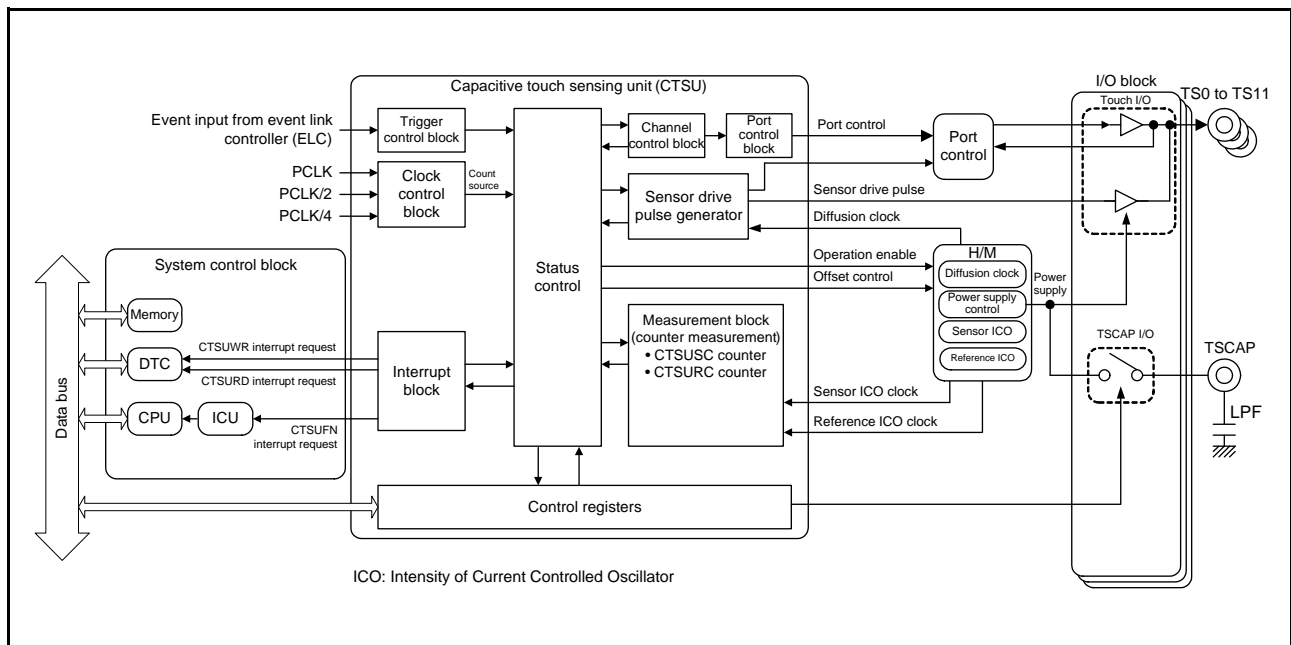 Capacitive touch sensing unit (CTSU)
I/O block
TS0 to TS11
Touch I/O
Event input from event link
controller (ELC)
Trigger
control block
Channel
control block
Port
control
block
Port control
Port
control
PCLK
PCLK/2
PCLK/4
Clock
control
block
Count
source
Sensor drive
pulse generator
Sensor drive pulse
Diffusion clock
System control block
Status
control
Operation enable
Offset control
H/M
Diffusion clock
Power supply
control
Sensor ICO
Reference ICO
Power
supply
Memory
DTC
CPU
ICU
CTSUWR interrupt request
CTSURD interrupt request
CTSUFN
interrupt request
Interrupt
block
Measurement block
(counter measurement)
• CTSUSC counter
• CTSURC counter
Sensor ICO clock
Reference ICO clock
TSCAP I/O
TSCAP
LPF
Data bus
Control registers
ICO: Intensity of Current Controlled Oscillator